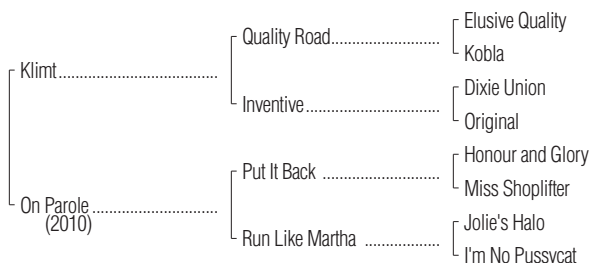 Elusive Quality
Quality Road
Kobla
Klimt
Dixie Union
Inventive
Original
Honour and Glory
Put It Back
Miss Shoplifter
On Parole
(2010)
Jolie's Halo
Run Like Martha
I'm No Pussycat